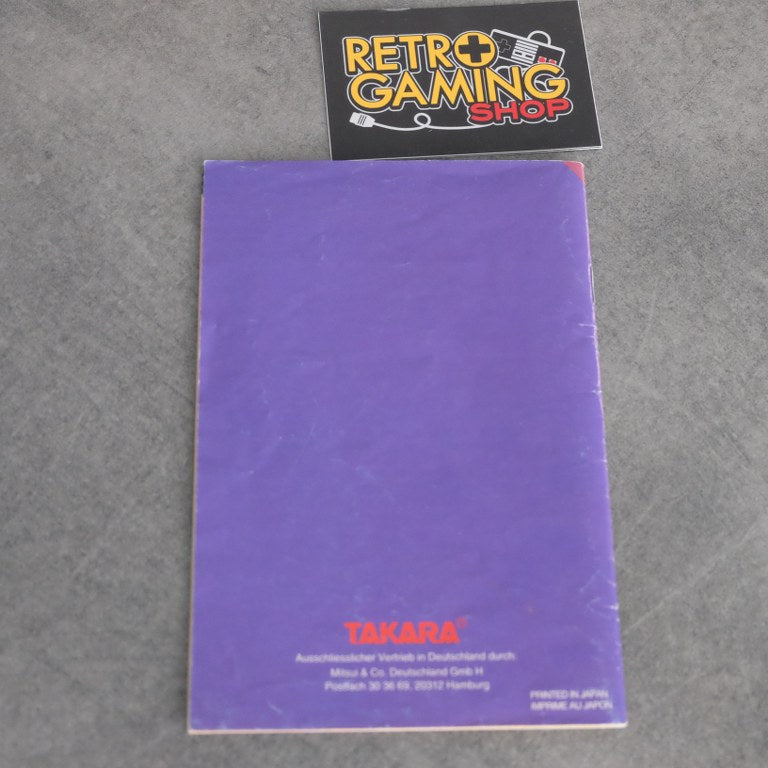 RETRO
GAMING
SHOP
TAKARA®
Ausschliesslicher Vertrieb in Deutschland durch:
Mitsui & Co. Deutschland Gmb H
Postfach 30 36 69, 20312 Hamburg
PRINTED IN JAPAN
IMPRIME AU JAPON